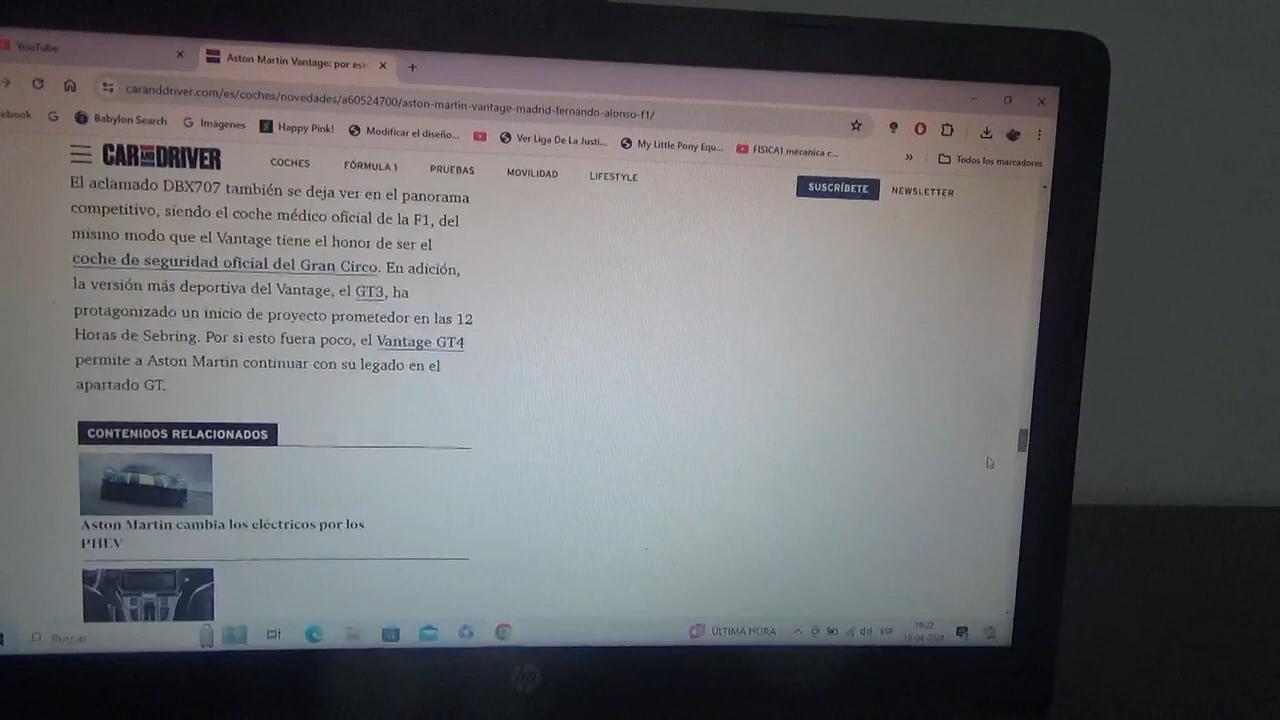 YouTube
Aston Martin Vantage: por est
caranddriver.com/es/coches/novedades/a60524700/aston-martin-vantage-madrid-fernando-alonso-f1/
ebook
Babylon Search
Imágenes
Happy Pink!
Modificar el diseño...
Ver Liga De La Justi...
My Little Pony Equ...
FISICA1 mecanica c...
»
Todos los marcadores
CAR AND DRIVER
COCHES
FÓRMULA 1
PRUEBAS
MOVILIDAD
LIFESTYLE
SUSCRÍBETE
NEWSLETTER
El aclamado DBX707 también se deja ver en el panorama
competitivo, siendo el coche médico oficial de la F1, del
mismo modo que el Vantage tiene el honor de ser el
coche de seguridad oficial del Gran Circo. En adición,
la versión más deportiva del Vantage, el GT3, ha
protagonizado un inicio de proyecto prometedor en las 12
Horas de Sebring. Por si esto fuera poco, el Vantage GT4
permite a Aston Martin continuar con su legado en el
apartado GT.
CONTENIDOS RELACIONADOS
Aston Martin cambia los eléctricos por los
PHEV
Buscar
ÚLTIMA HORA
ESP
hp